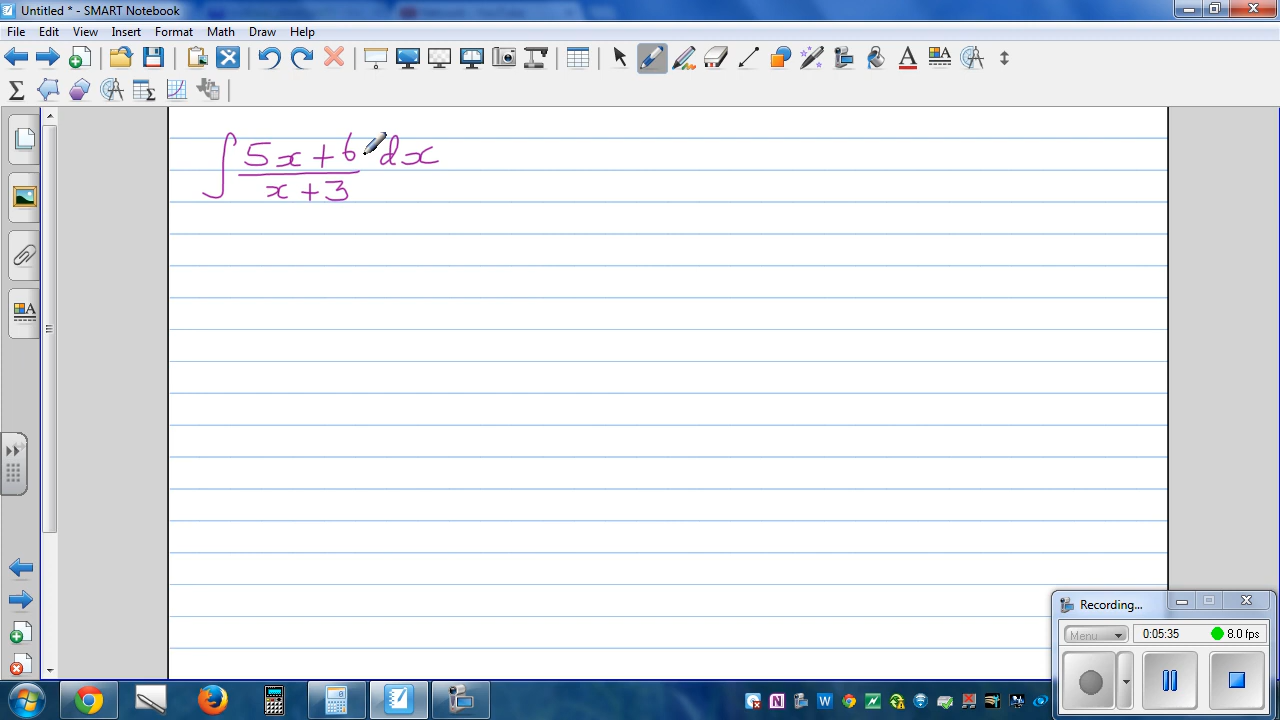 Untitled * - SMART Notebook
File Edit View Insert Format Math Draw Help
∫ 5x + 6 dx
x + 3
Recording...
Menu 0:05:35 8.0 fps